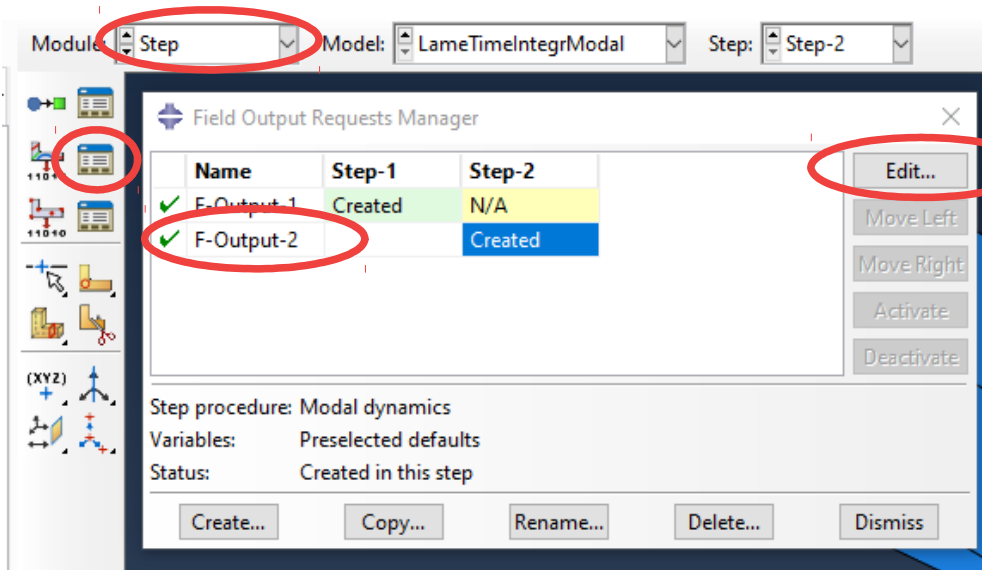 Module: Step Model: LameTimeIntegrModal Step: Step-2
Field Output Requests Manager
Name Step-1 Step-2 Edit...
F-Output-1 Created N/A
Move Left
F-Output-2 Created
Move Right
Activate
Deactivate
Step procedure: Modal dynamics
Variables: Preselected defaults
Status: Created in this step
Create... Copy... Rename... Delete... Dismiss
11010
11010
(XYZ)